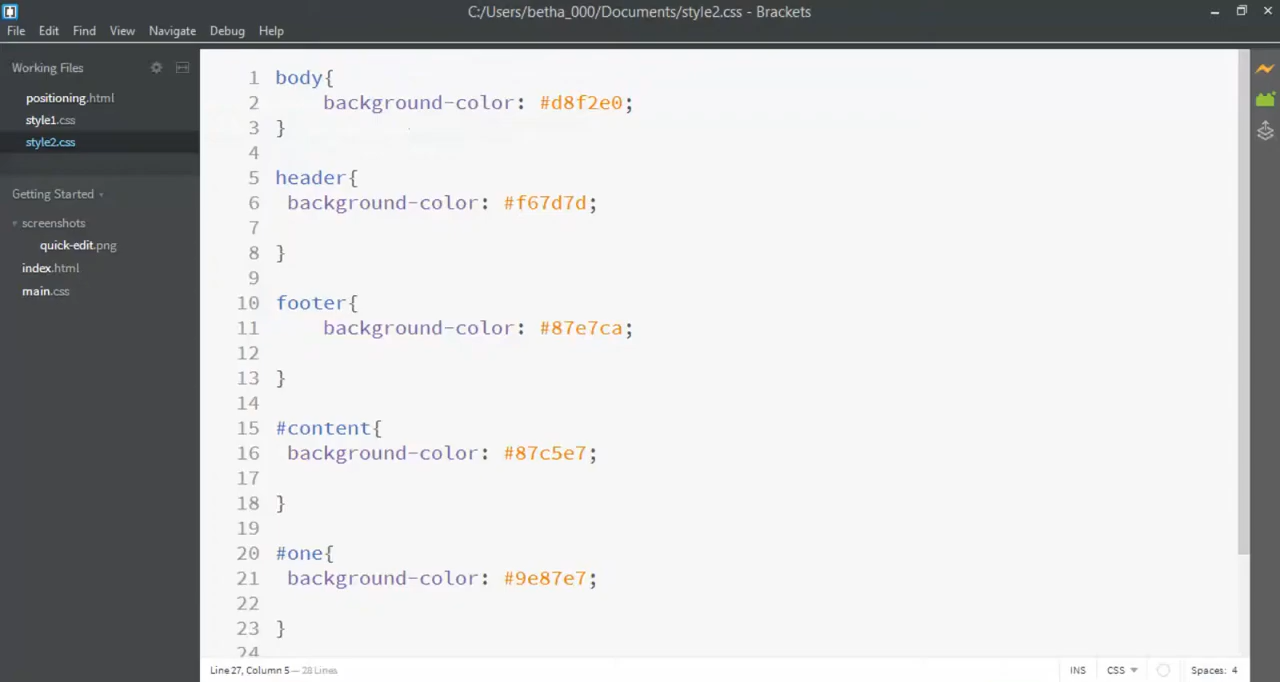 C:/Users/betha_000/Documents/style2.css - Brackets
File Edit Find View Navigate Debug Help
Working Files
positioning.html
style1.css
style2.css
Getting Started
screenshots
quick-edit.png
index.html
main.css
1 body{
2 background-color: #d8f2e0;
3 }
4
5 header{
6 background-color: #f67d7d;
7
8 }
9
10 footer{
11 background-color: #87e7ca;
12
13 }
14
15 #content{
16 background-color: #87c5e7;
17
18 }
19
20 #one{
21 background-color: #9e87e7;
22
23 }
24
Line 27, Column 5 — 28 Lines INS CSS Spaces: 4